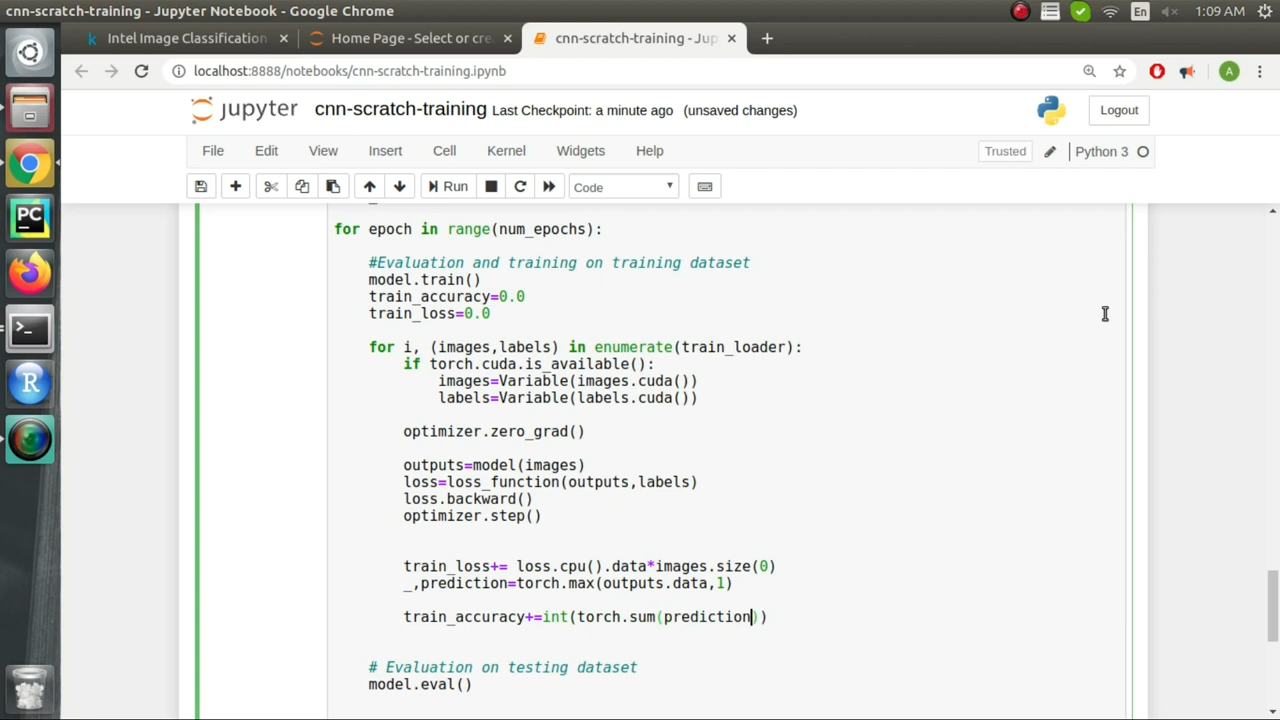 cnn-scratch-training - Jupyter Notebook - Google Chrome
En
1:09 AM
Intel Image Classification
Home Page - Select or cre
cnn-scratch-training - Jup
localhost:8888/notebooks/cnn-scratch-training.ipynb
A
PC
R
jupyter cnn-scratch-training Last Checkpoint: a minute ago (unsaved changes)
Logout
File Edit View Insert Cell Kernel Widgets Help
Trusted
Python 3
Run
Code
for epoch in range(num_epochs):
#Evaluation and training on training dataset
model.train()
train_accuracy=0.0
train_loss=0.0
for i, (images,labels) in enumerate(train_loader):
if torch.cuda.is_available():
images=Variable(images.cuda())
labels=Variable(labels.cuda())
optimizer.zero_grad()
outputs=model(images)
loss=loss_function(outputs,labels)
loss.backward()
optimizer.step()
train_loss+= loss.cpu().data*images.size(0)
_,prediction=torch.max(outputs.data,1)
train_accuracy+=int(torch.sum(prediction))
# Evaluation on testing dataset
model.eval()